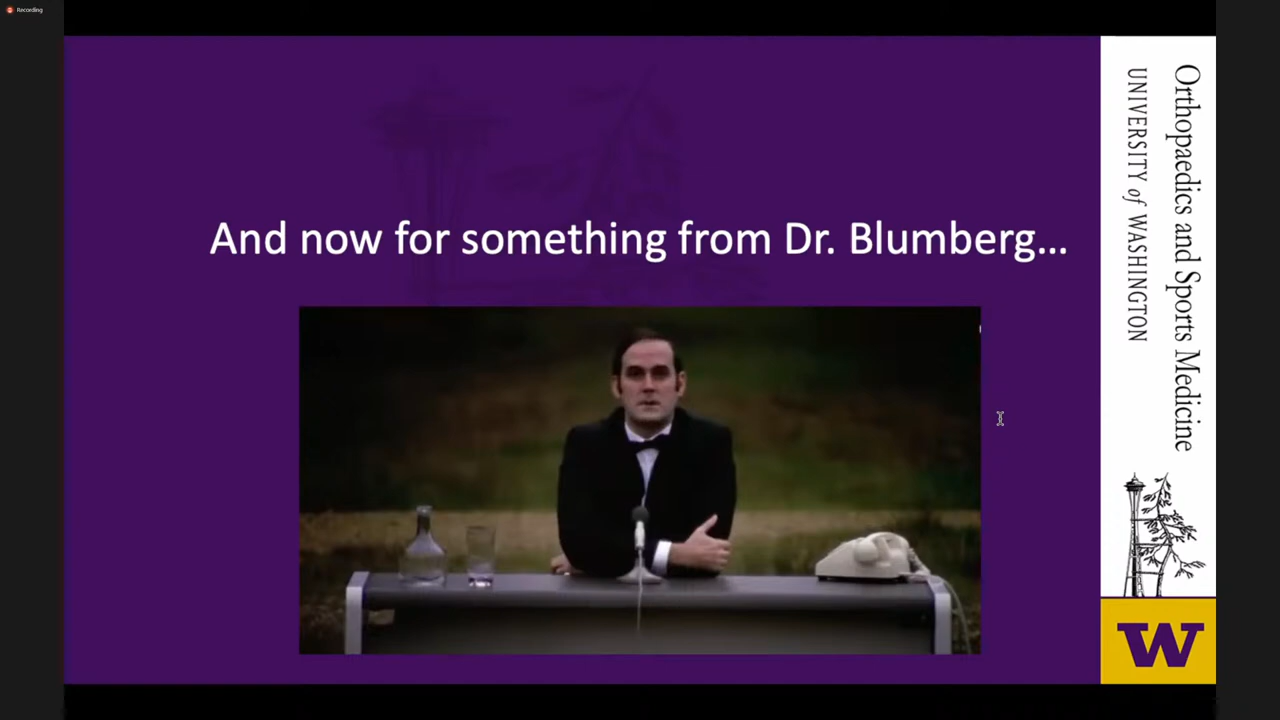 Recording
And now for something from Dr. Blumberg...
Orthopaedics and Sports Medicine
UNIVERSITY of WASHINGTON
W